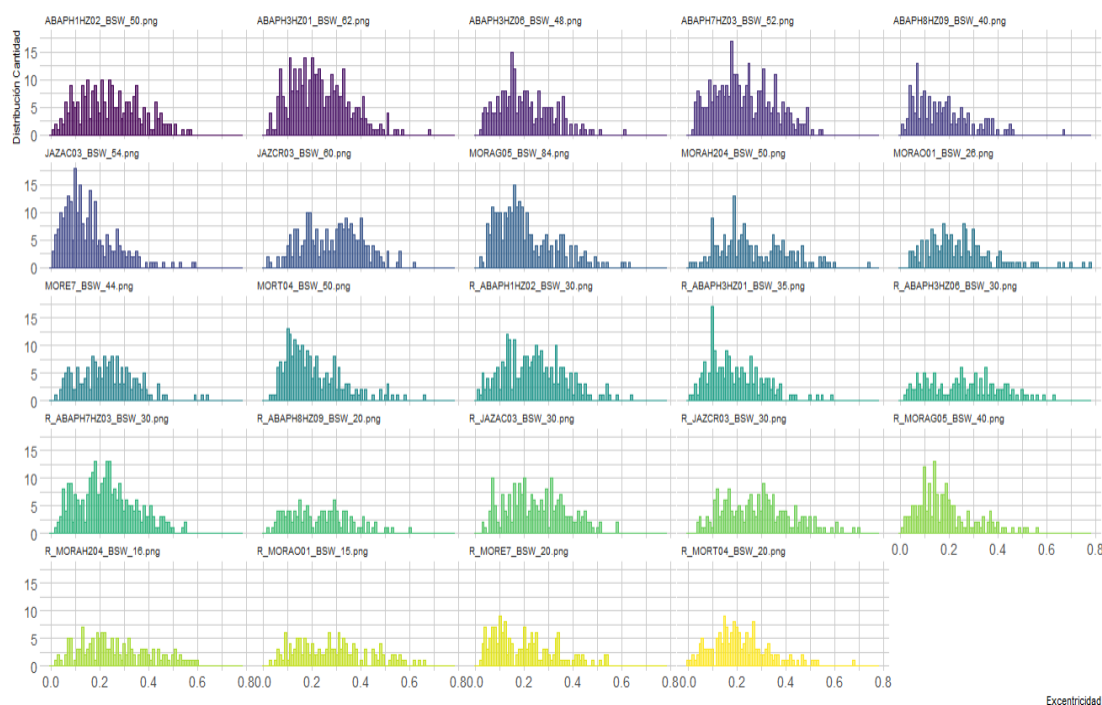 ABAPH1HZ02_BSW_50.png ABAPH3HZ01_BSW_62.png ABAPH3HZ06_BSW_48.png ABAPH7HZ03_BSW_52.png ABAPH8HZ09_BSW_40.png
Distribución Cantidad
15
10
5
0
JAZAC03_BSW_54.png JAZCR03_BSW_60.png MORAG05_BSW_84.png MORAH204_BSW_50.png MORAO01_BSW_26.png
15
10
5
0
MORE7_BSW_44.png MORT04_BSW_50.png R_ABAPH1HZ02_BSW_30.png R_ABAPH3HZ01_BSW_35.png R_ABAPH3HZ06_BSW_30.png
15
10
5
0
R_ABAPH7HZ03_BSW_30.png R_ABAPH8HZ09_BSW_20.png R_JAZAC03_BSW_30.png R_JAZCR03_BSW_30.png R_MORAG05_BSW_40.png
15
10
5
0
0.0 0.2 0.4 0.6 0.8
R_MORAH204_BSW_16.png R_MORAO01_BSW_15.png R_MORE7_BSW_20.png R_MORT04_BSW_20.png
15
10
5
0
0.0 0.2 0.4 0.6 0.80.0 0.2 0.4 0.6 0.80.0 0.2 0.4 0.6 0.80.0 0.2 0.4 0.6 0.8
Excentricidad